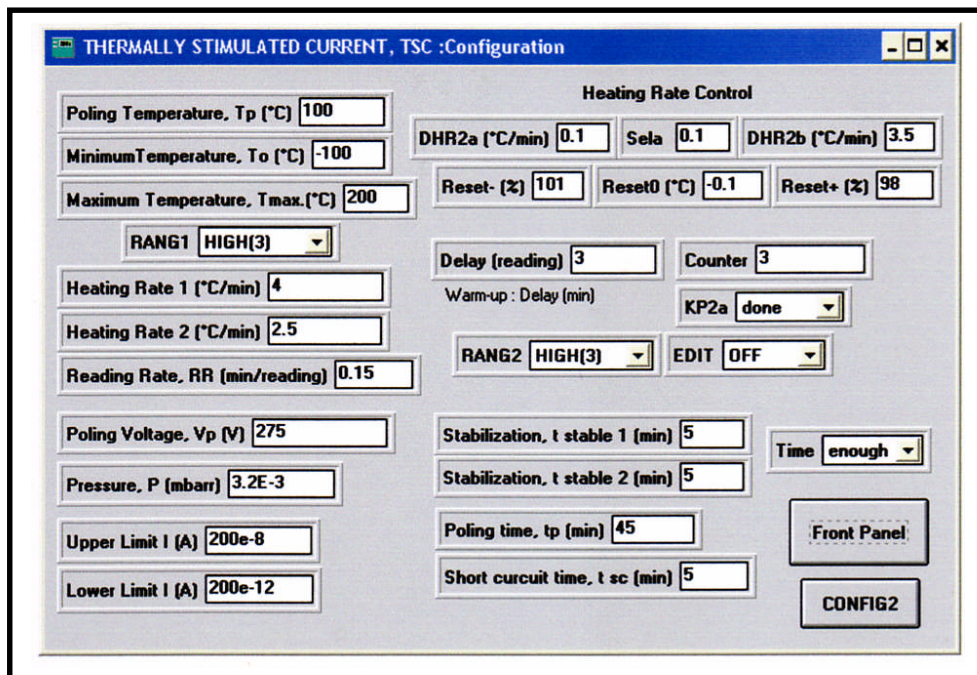 THERMALLY STIMULATED CURRENT, TSC :Configuration
Poling Temperature, Tp (°C) 100
MinimumTemperature, To (°C) -100
Maximum Temperature, Tmax.(°C) 200
RANG1 HIGH(3)
Heating Rate 1 (°C/min) 4
Heating Rate 2 (°C/min) 2.5
Reading Rate, RR (min/reading) 0.15
Poling Voltage, Vp (V) 275
Pressure, P (mbarr) 3.2E-3
Upper Limit I (A) 200e-8
Lower Limit I (A) 200e-12
Heating Rate Control
DHR2a (°C/min) 0.1 Sela 0.1 DHR2b (°C/min) 3.5
Reset- (%) 101 Reset0 (°C) -0.1 Reset+ (%) 98
Delay (reading) 3 Counter 3
Warm-up : Delay (min)
KP2a done
RANG2 HIGH(3) EDIT OFF
Stabilization, t stable 1 (min) 5
Stabilization, t stable 2 (min) 5
Time enough
Poling time, tp (min) 45
Short curcuit time, t sc (min) 5
Front Panel
CONFIG2